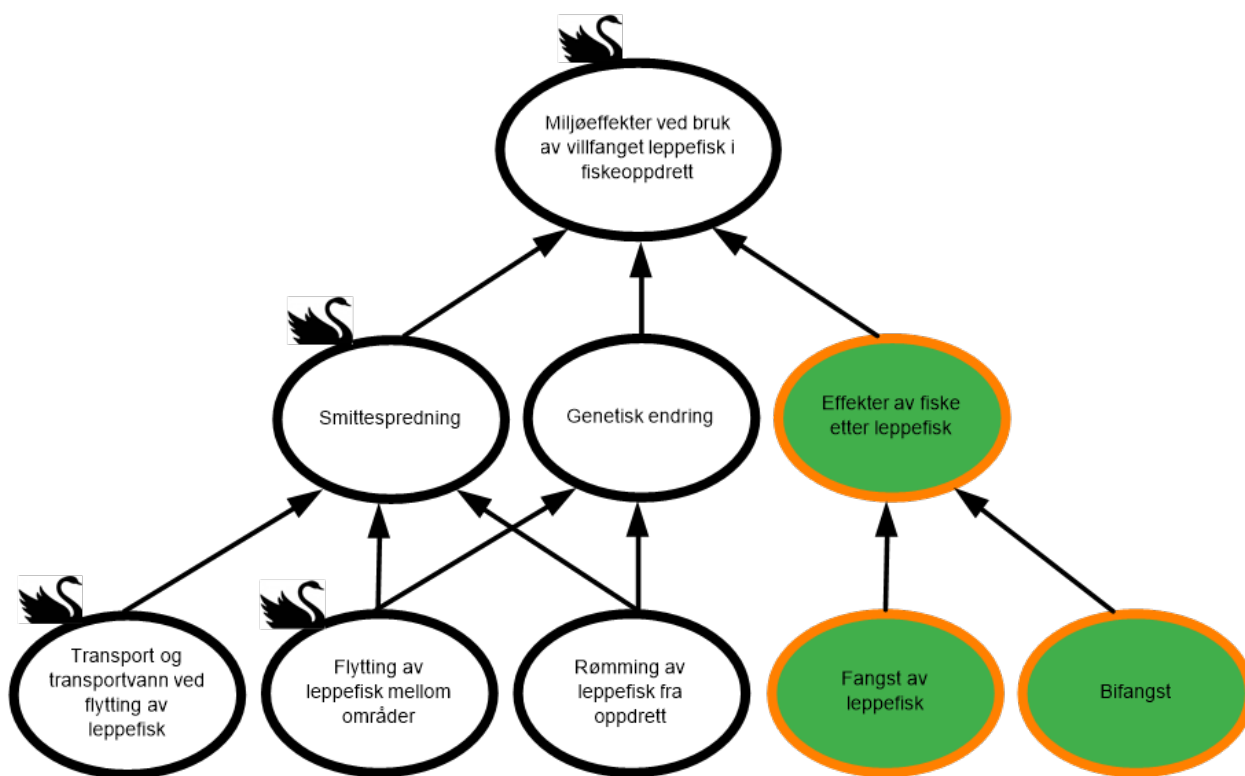 Miljøeffekter ved bruk
av villfanget leppefisk i
fiskeoppdrett
Smittespredning
Genetisk endring
Effekter av fiske
etter leppefisk
Transport og
transportvann ved
flytting av
leppefisk
Flytting av
leppefisk mellom
områder
Rømming av
leppefisk fra
oppdrett
Fangst av
leppefisk
Bifangst